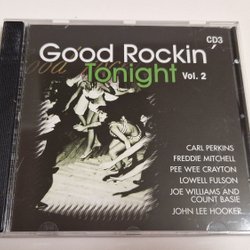 CD3
Good Rockin'
Tonight Vol. 2
CARL PERKINS
FREDDIE MITCHELL
PEE WEE CRAYTON
LOWELL FULSON
JOE WILLIAMS AND
COUNT BASIE
JOHN LEE HOOKER